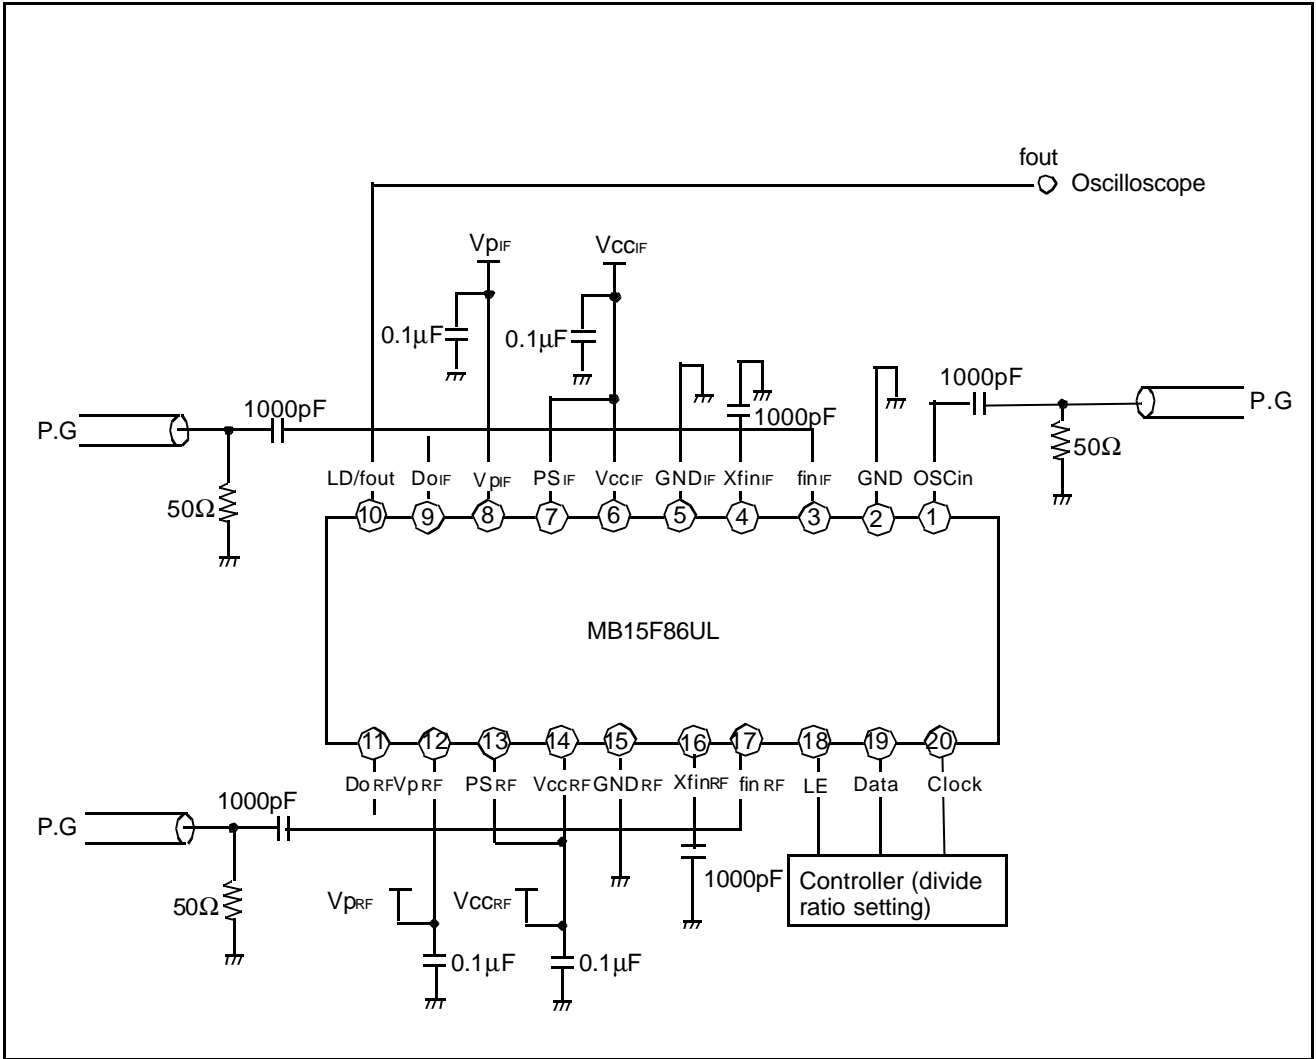 fout
Oscilloscope
VpIF
VccIF
0.1µF
0.1µF
1000pF
P.G
1000pF
1000pF
P.G
50Ω
50Ω
LD/fout DoIF VpIF PSIF VccIF GNDIF XfinIF finIF GND OSCin
10 9 8 7 6 5 4 3 2 1
MB15F86UL
11 12 13 14 15 16 17 18 19 20
DoRF VpRF PSRF VccRF GNDRF XfinRF finRF LE Data Clock
1000pF
P.G
50Ω
VpRF
VccRF
1000pF
Controller (divide
ratio setting)
0.1µF
0.1µF